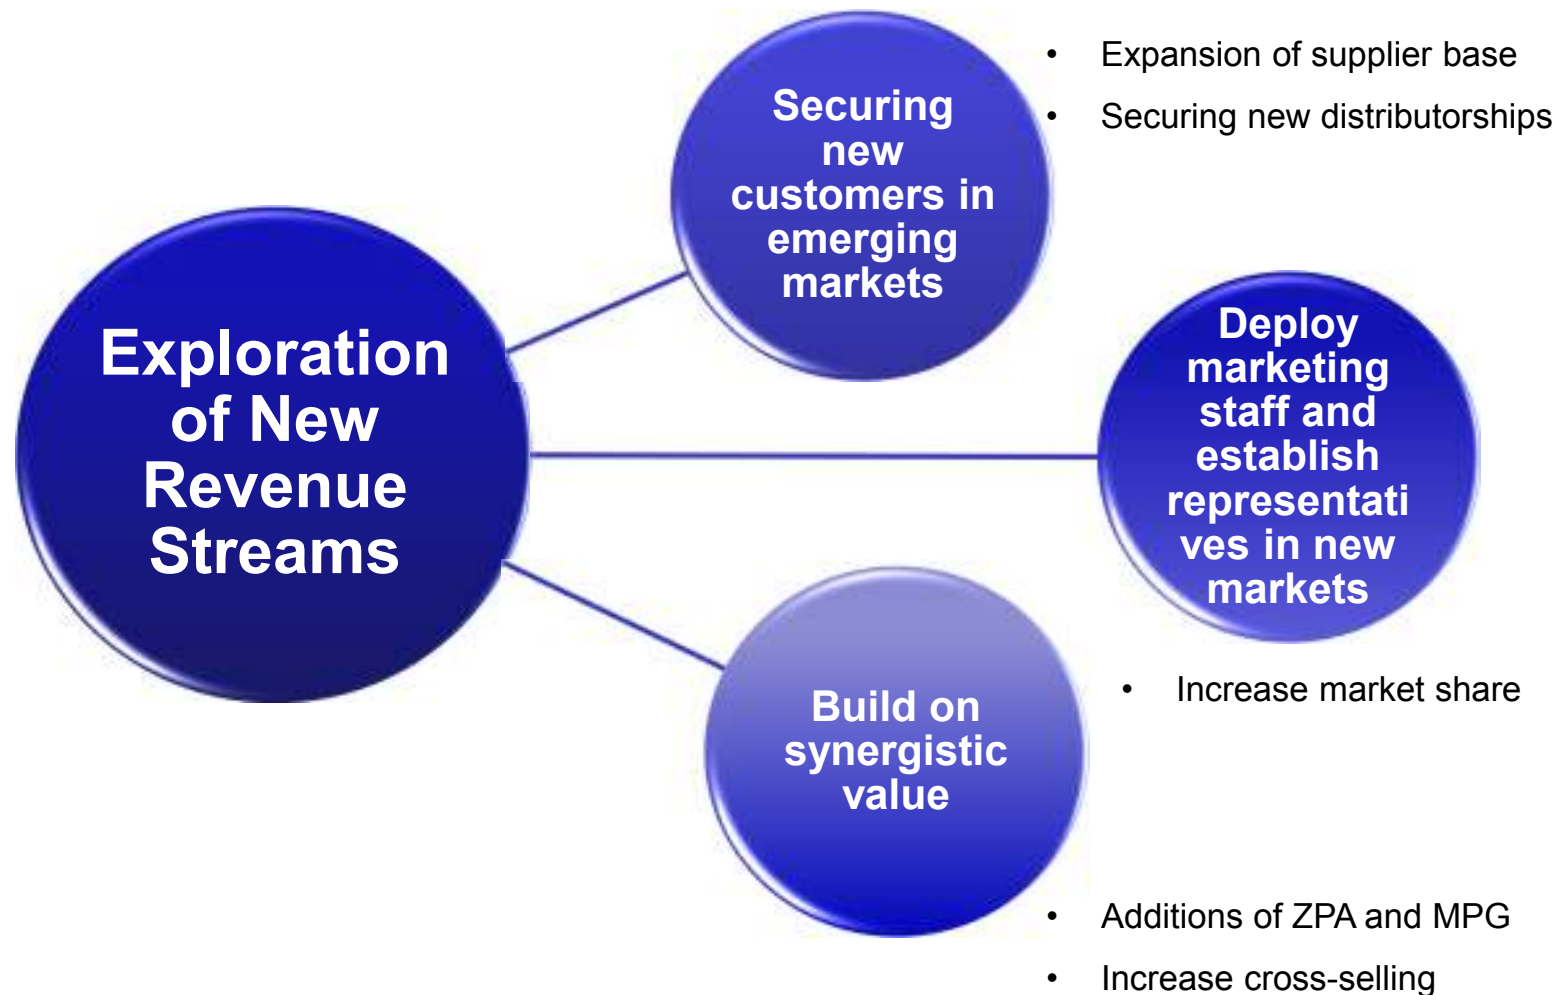 Exploration
of New
Revenue
Streams
Securing
new
customers in
emerging
markets
• Expansion of supplier base
• Securing new distributorships
Deploy
marketing
staff and
establish
representati
ves in new
markets
• Increase market share
Build on
synergistic
value
• Additions of ZPA and MPG
• Increase cross-selling